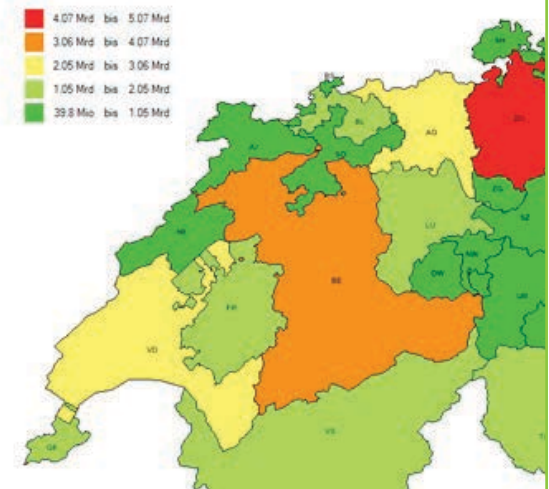 4.07 Mrd bis 5.07 Mrd
3.06 Mrd bis 4.07 Mrd
2.05 Mrd bis 3.06 Mrd
1.05 Mrd bis 2.05 Mrd
39.8 Mio bis 1.05 Mrd
SH
BS
BL
ZH
AG
JU
SO
ZG
LU
SZ
NE
NW
OW
BE
UR
FR
VD
VS
GE